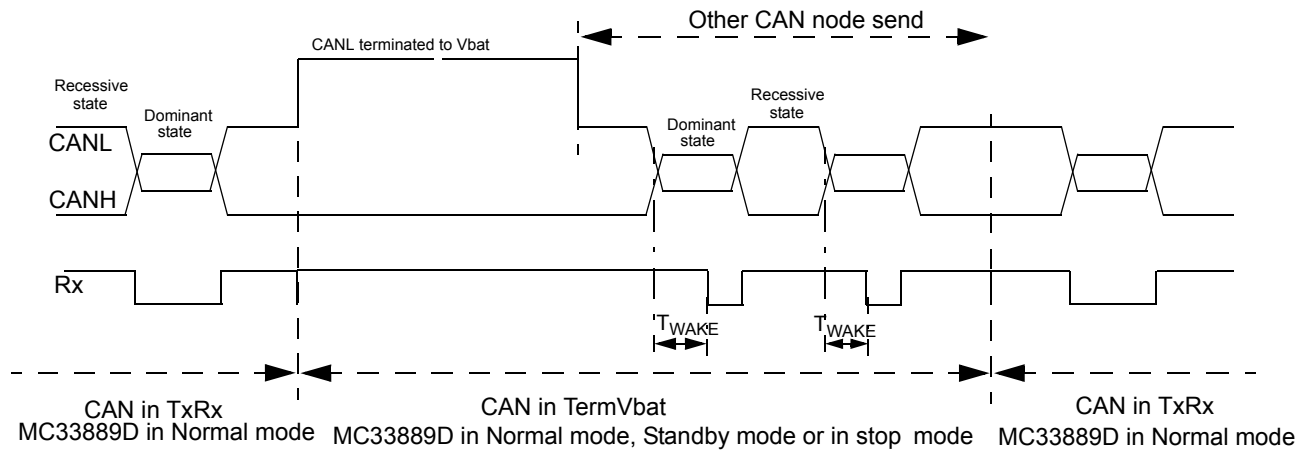 Other CAN node send
CANL terminated to Vbat
Recessive
state
Dominant
state
CANL
CANH
Dominant
state
Recessive
state
Rx
TWAKE
TWAKE
CAN in TxRx
MC33889D in Normal mode
CAN in TermVbat
MC33889D in Normal mode, Standby mode or in stop mode
CAN in TxRx
MC33889D in Normal mode